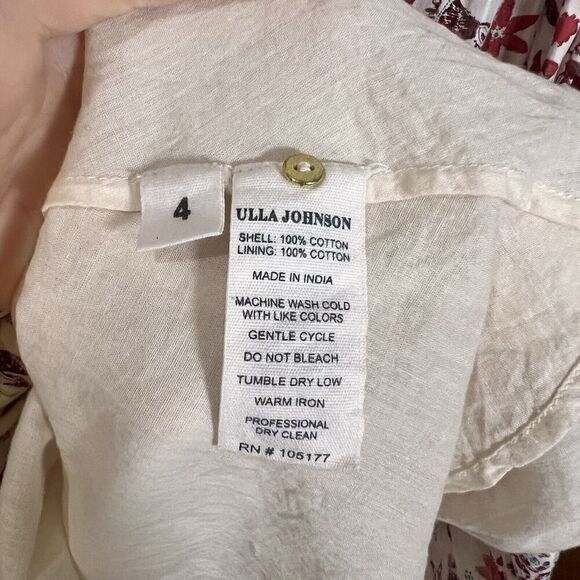 4
ULLA JOHNSON
SHELL: 100% COTTON
LINING: 100% COTTON
MADE IN INDIA
MACHINE WASH COLD
WITH LIKE COLORS
GENTLE CYCLE
DO NOT BLEACH
TUMBLE DRY LOW
WARM IRON
PROFESSIONAL
DRY CLEAN
RN # 105177